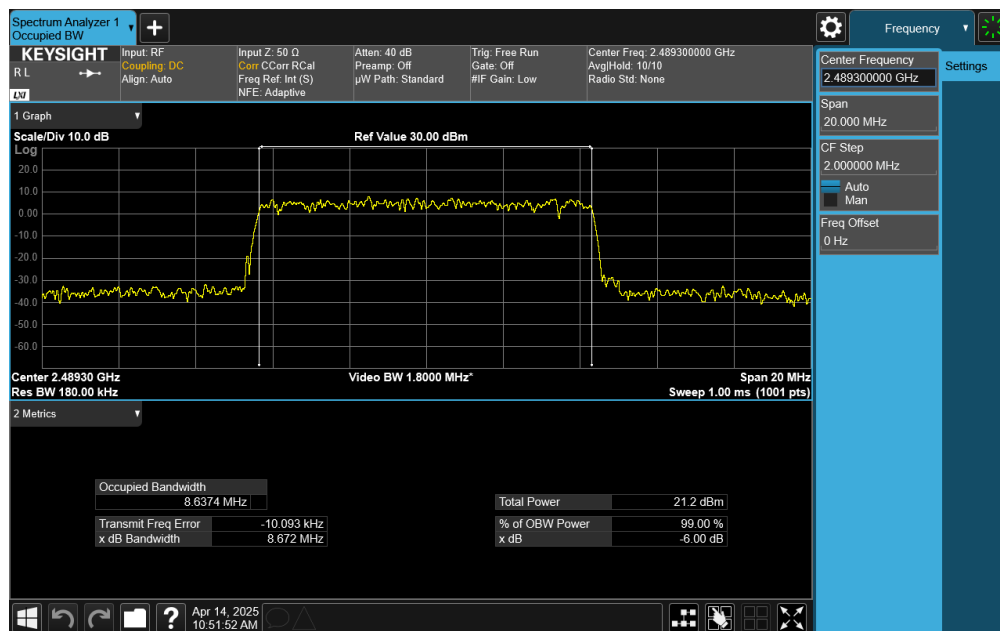 Spectrum Analyzer 1
Occupied BW
Frequency
KEYSIGHT
R L
LXI
Input: RF
Coupling: DC
Align: Auto
Input Z: 50 Ω
Corr CCorr RCal
Freq Ref: Int (S)
NFE: Adaptive
Atten: 40 dB
Preamp: Off
µW Path: Standard
Trig: Free Run
Gate: Off
#IF Gain: Low
Center Freq: 2.489300000 GHz
Avg|Hold: 10/10
Radio Std: None
Center Frequency
2.489300000 GHz
Settings
Span
20.000 MHz
CF Step
2.000000 MHz
Auto
Man
Freq Offset
0 Hz
1 Graph
Scale/Div 10.0 dB
Ref Value 30.00 dBm
Log
20.0
10.0
0.00
-10.0
-20.0
-30.0
-40.0
-50.0
-60.0
Center 2.48930 GHz
Video BW 1.8000 MHz*
Span 20 MHz
Res BW 180.00 kHz
Sweep 1.00 ms (1001 pts)
2 Metrics
Occupied Bandwidth
8.6374 MHz
Transmit Freq Error -10.093 kHz
x dB Bandwidth 8.672 MHz
Total Power 21.2 dBm
% of OBW Power 99.00 %
x dB -6.00 dB
?
Apr 14, 2025
10:51:52 AM